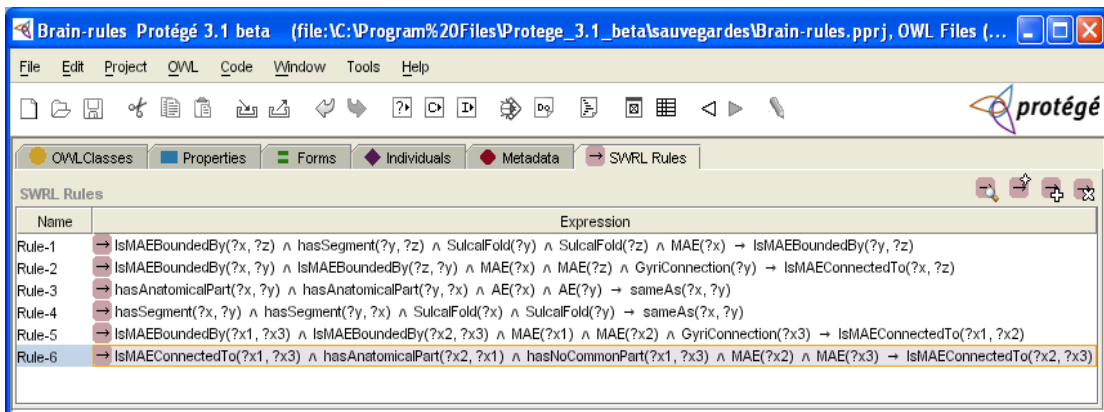 Brain-rules Protégé 3.1 beta (file:\C:\Program%20Files\Protege_3.1_beta\sauvegardes\Brain-rules.pprj, OWL Files (...
File Edit Project OWL Code Window Tools Help
protégé
OWLClasses Properties Forms Individuals Metadata → SWRL Rules
SWRL Rules
Name Expression
Rule-1 → IsMAEBoundedBy(?x, ?z) ∧ hasSegment(?y, ?z) ∧ SulcalFold(?y) ∧ SulcalFold(?z) ∧ MAE(?x) → IsMAEBoundedBy(?y, ?z)
Rule-2 → IsMAEBoundedBy(?x, ?y) ∧ IsMAEBoundedBy(?z, ?y) ∧ MAE(?x) ∧ MAE(?z) ∧ GyriConnection(?y) → IsMAEConnectedTo(?x, ?z)
Rule-3 → hasAnatomicalPart(?x, ?y) ∧ hasAnatomicalPart(?y, ?x) ∧ AE(?x) ∧ AE(?y) → sameAs(?x, ?y)
Rule-4 → hasSegment(?x, ?y) ∧ hasSegment(?y, ?x) ∧ SulcalFold(?x) ∧ SulcalFold(?y) → sameAs(?x, ?y)
Rule-5 → IsMAEBoundedBy(?x1, ?x3) ∧ IsMAEBoundedBy(?x2, ?x3) ∧ MAE(?x1) ∧ MAE(?x2) ∧ GyriConnection(?x3) → IsMAEConnectedTo(?x1, ?x2)
Rule-6 → IsMAEConnectedTo(?x1, ?x3) ∧ hasAnatomicalPart(?x2, ?x1) ∧ hasNoCommonPart(?x1, ?x3) ∧ MAE(?x2) ∧ MAE(?x3) → IsMAEConnectedTo(?x2, ?x3)